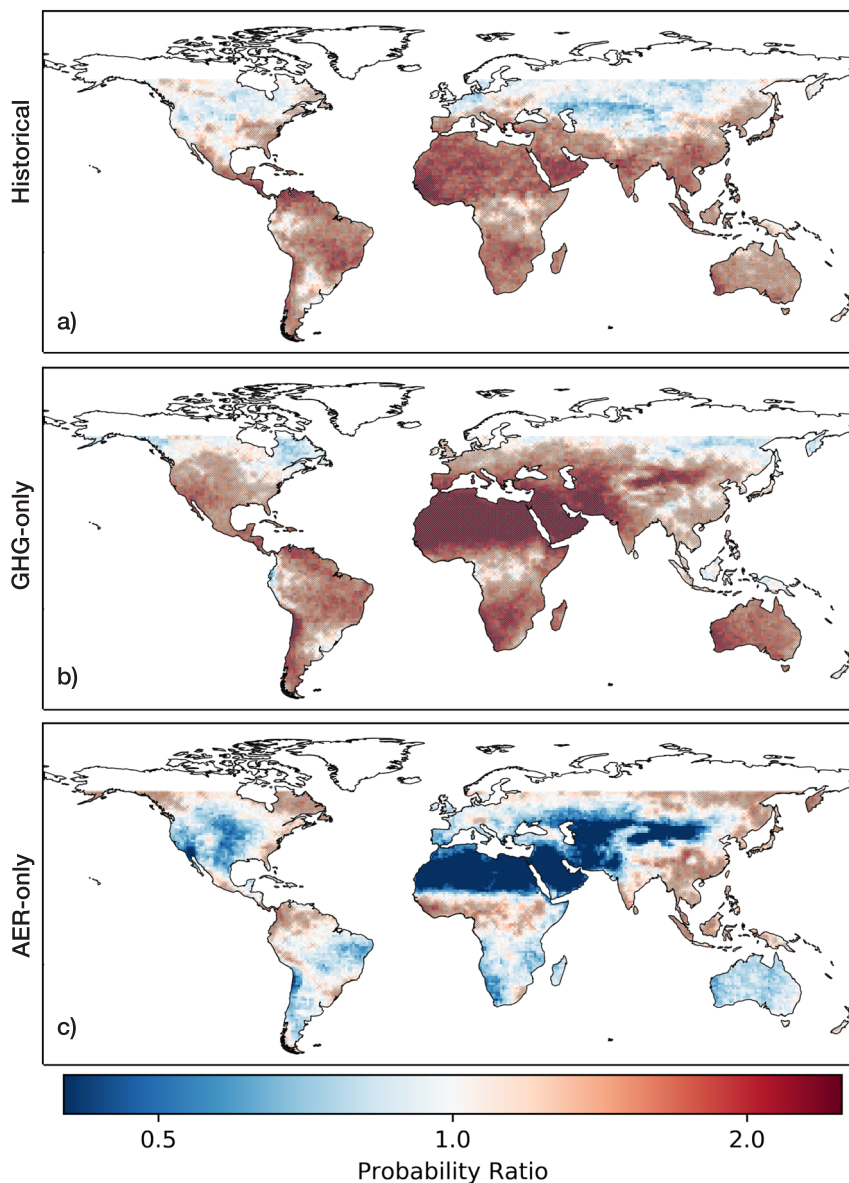 Historical
a)
GHG-only
b)
AER-only
c)
0.5 1.0 2.0
Probability Ratio